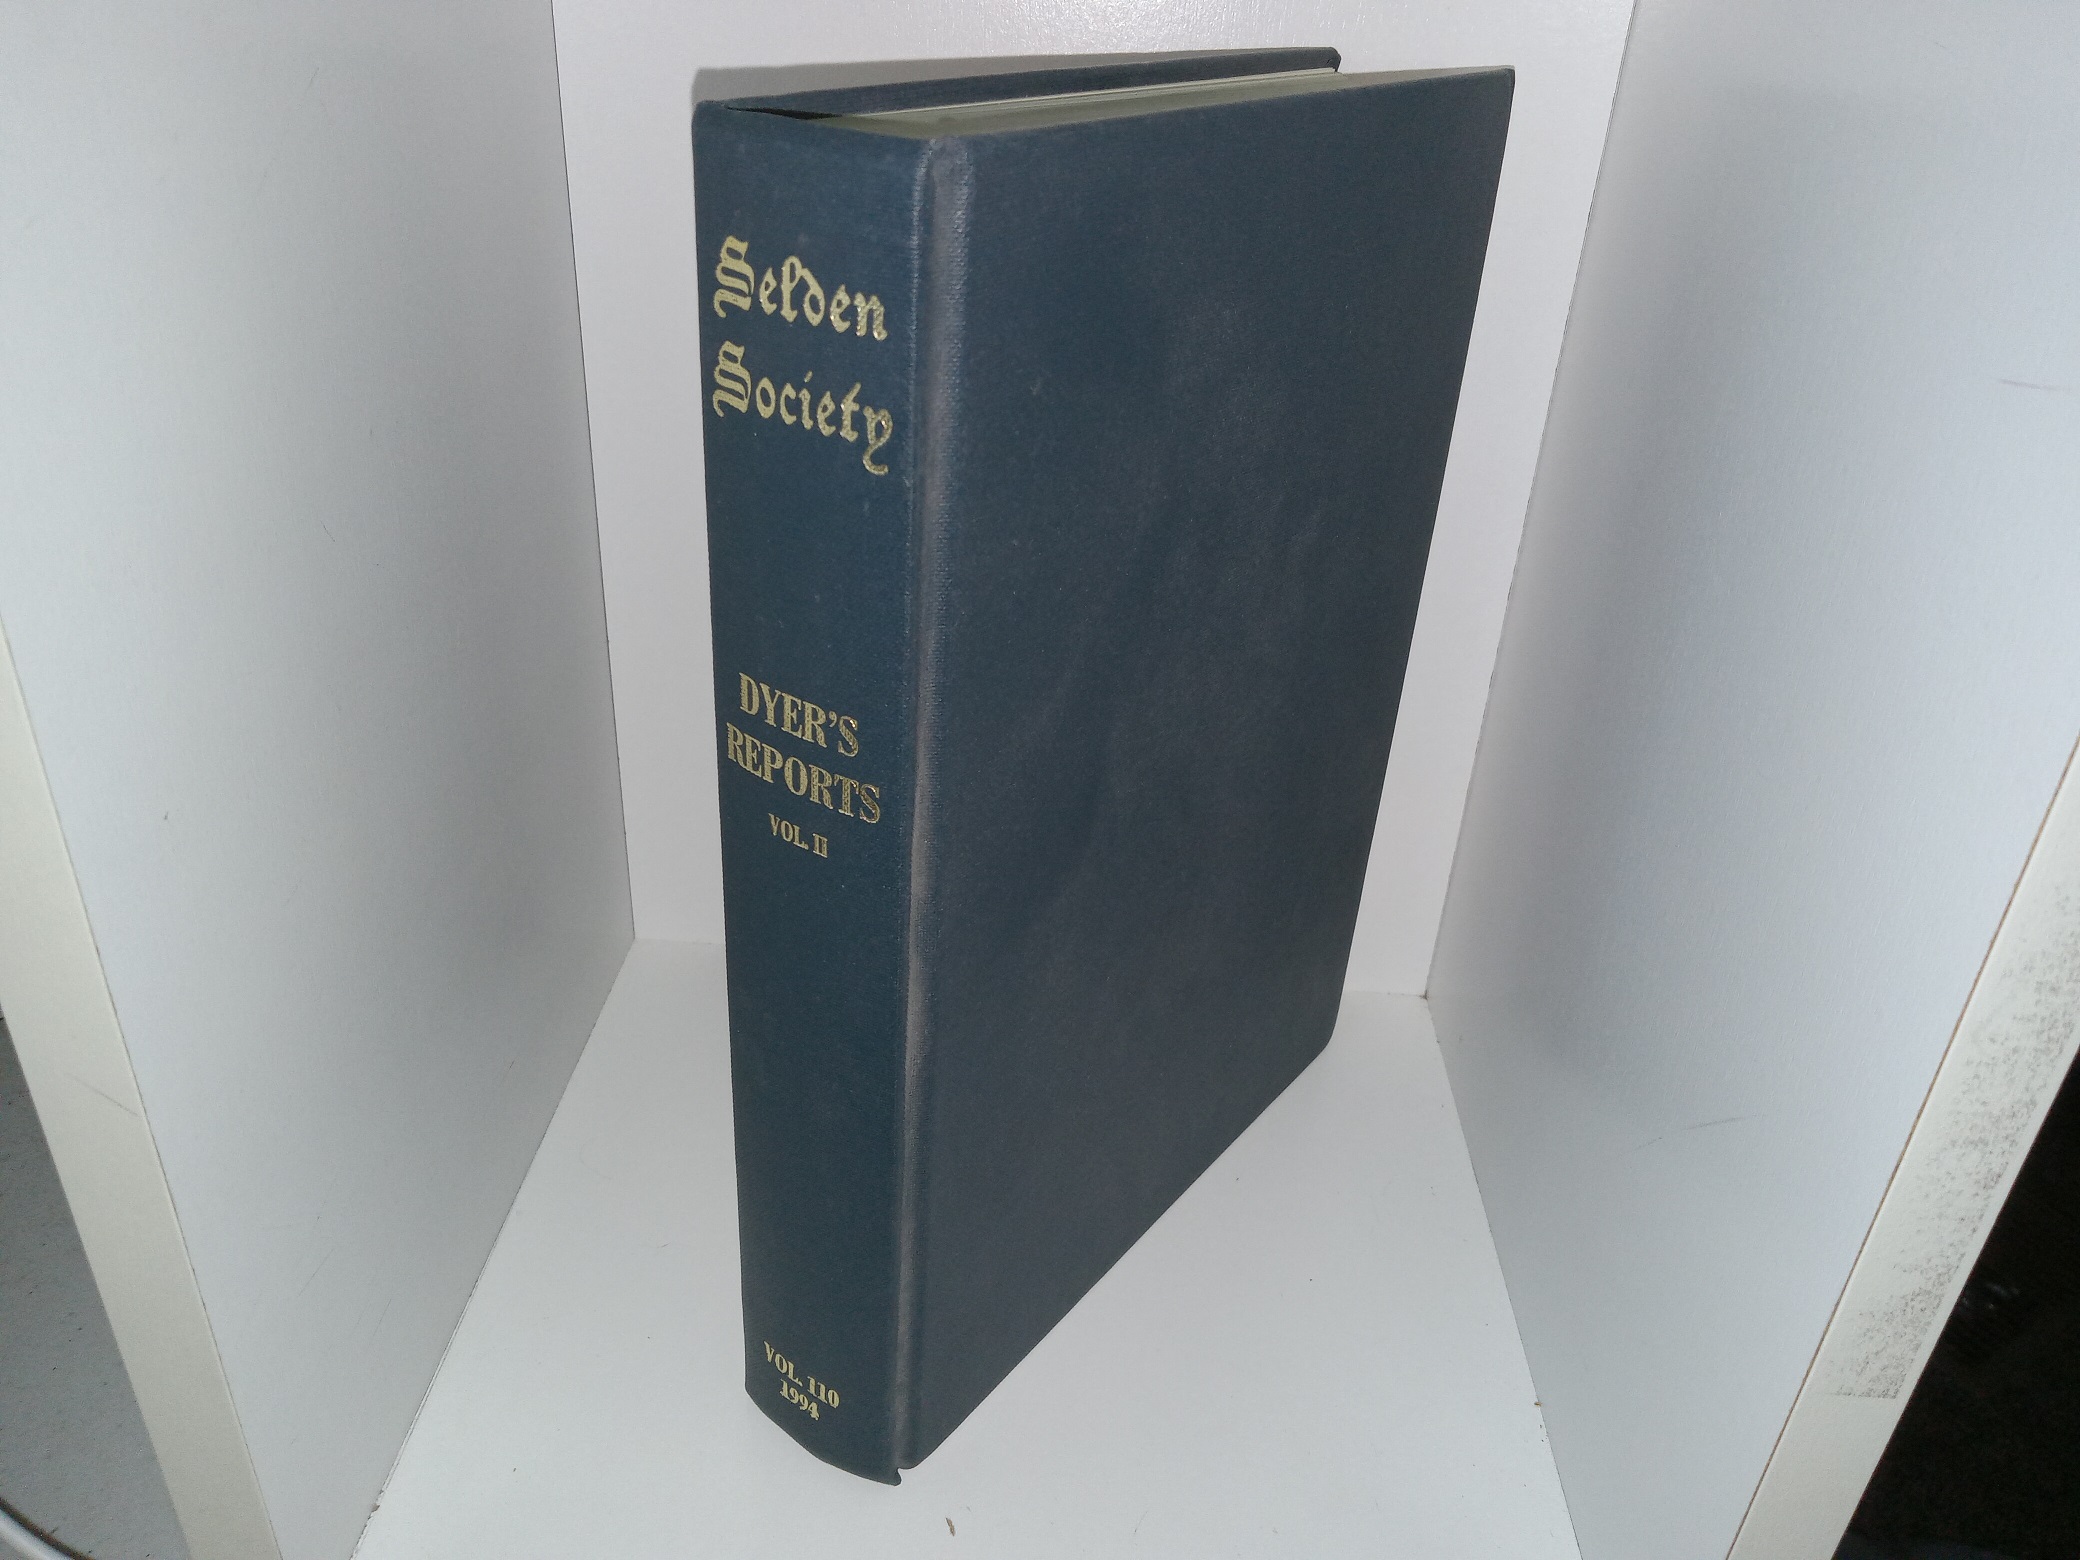 Selden
Society
DYER'S
REPORTS
VOL. II
VOL. 110
1994